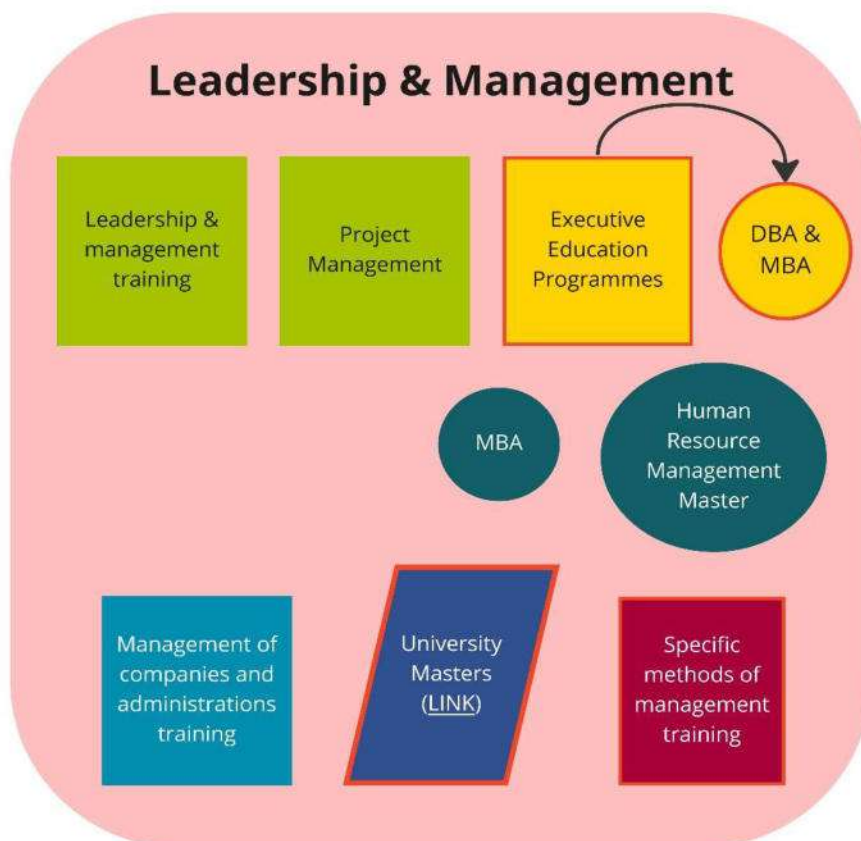 Leadership & Management
Leadership &
management
training
Project
Management
Executive
Education
Programmes
DBA &
MBA
MBA
Human
Resource
Management
Master
Management of
companies and
administrations
training
University
Masters
(LINK)
Specific
methods of
management
training